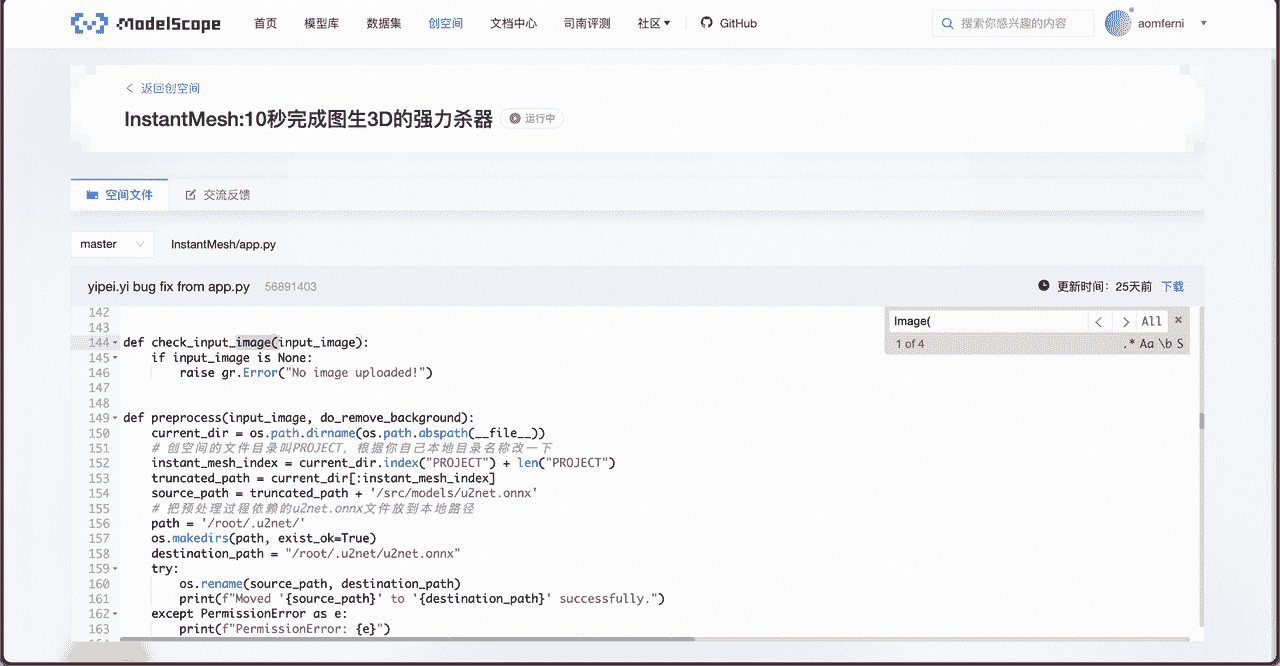 ModelScope 首页 模型库 数据集 创空间 文档中心 司南评测 社区 GitHub 搜索你感兴趣的内容 aomferni
返回创空间
InstantMesh:10秒完成图生3D的强力杀器 运行中
空间文件 交流反馈
master InstantMesh/app.py
yipei.yi bug fix from app.py 56891403 更新时间：25天前 下载
Image( All
1 of 4 .* Aa \b S
142
143
144 def check_input_image(input_image):
145 if input_image is None:
146 raise gr.Error("No image uploaded!")
147
148
149 def preprocess(input_image, do_remove_background):
150 current_dir = os.path.dirname(os.path.abspath(__file__))
151 # 创空间的文件目录叫PROJECT, 根据你自己本地目录名称改一下
152 instant_mesh_index = current_dir.index("PROJECT") + len("PROJECT")
153 truncated_path = current_dir[:instant_mesh_index]
154 source_path = truncated_path + '/src/models/u2net.onnx'
155 # 把预处理过程依赖的u2net.onnx文件放到本地路径
156 path = '/root/.u2net/'
157 os.makedirs(path, exist_ok=True)
158 destination_path = "/root/.u2net/u2net.onnx"
159 try:
160 os.rename(source_path, destination_path)
161 print(f"Moved '{source_path}' to '{destination_path}' successfully.")
162 except PermissionError as e:
163 print(f"PermissionError: {e}")